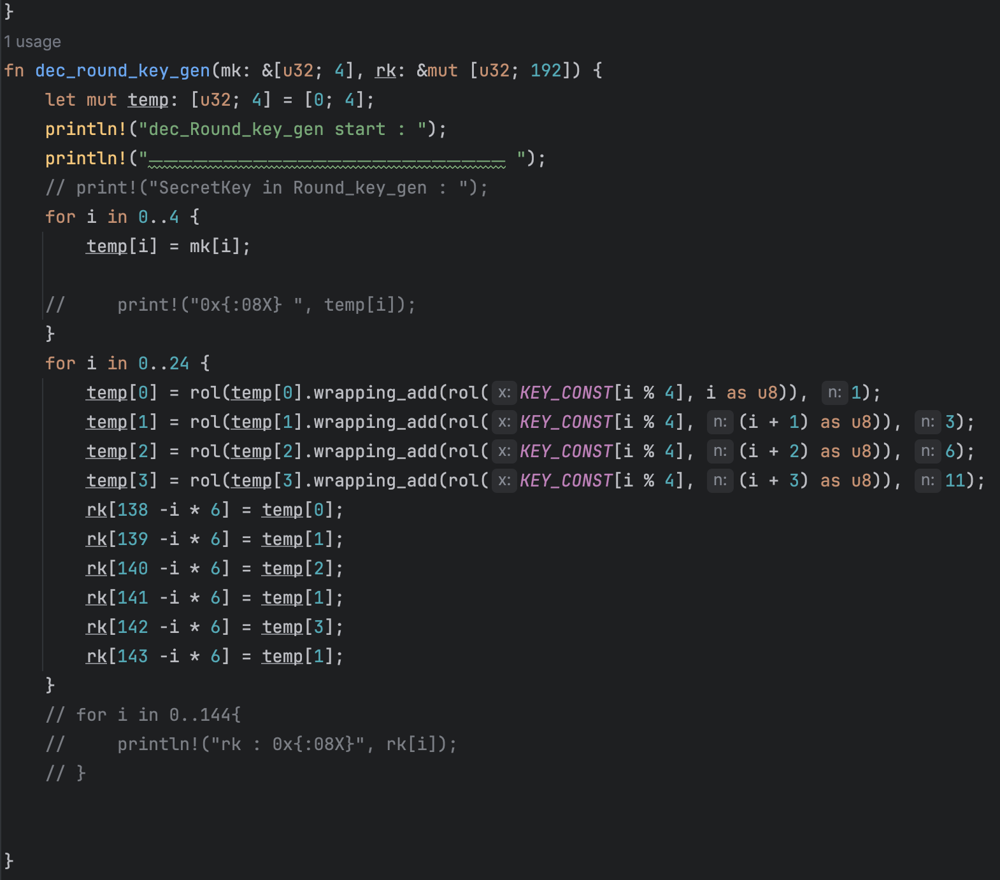 }
1 usage
fn dec_round_key_gen(mk: &[u32; 4], rk: &mut [u32; 192]) {
    let mut temp: [u32; 4] = [0; 4];
    println!("dec_Round_key_gen start : ");
    println!("________________________ ");
    // print!("SecretKey in Round_key_gen : ");
    for i in 0..4 {
        temp[i] = mk[i];
    //     print!("0x{:08X} ", temp[i]);
    }
    for i in 0..24 {
        temp[0] = rol(temp[0].wrapping_add(rol( x: KEY_CONST[i % 4], i as u8)), n: 1);
        temp[1] = rol(temp[1].wrapping_add(rol( x: KEY_CONST[i % 4], n: (i + 1) as u8)), n: 3);
        temp[2] = rol(temp[2].wrapping_add(rol( x: KEY_CONST[i % 4], n: (i + 2) as u8)), n: 6);
        temp[3] = rol(temp[3].wrapping_add(rol( x: KEY_CONST[i % 4], n: (i + 3) as u8)), n: 11);
        rk[138 -i * 6] = temp[0];
        rk[139 -i * 6] = temp[1];
        rk[140 -i * 6] = temp[2];
        rk[141 -i * 6] = temp[1];
        rk[142 -i * 6] = temp[3];
        rk[143 -i * 6] = temp[1];
    }
    // for i in 0..144{
    //     println!("rk : 0x{:08X}", rk[i]);
    // }
}